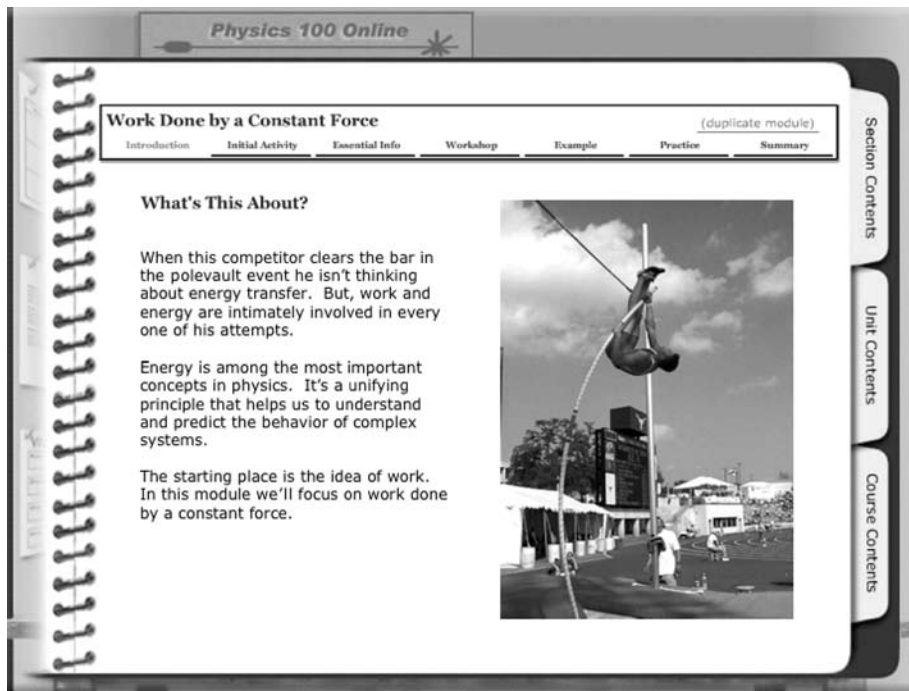 Physics 100 Online
Work Done by a Constant Force
(duplicate module)
Introduction Initial Activity Essential Info Workshop Example Practice Summary
What's This About?
When this competitor clears the bar in
the polevault event he isn't thinking
about energy transfer.  But, work and
energy are intimately involved in every
one of his attempts.
Energy is among the most important
concepts in physics.  It's a unifying
principle that helps us to understand
and predict the behavior of complex
systems.
The starting place is the idea of work.
In this module we'll focus on work done
by a constant force.
Section Contents
Unit Contents
Course Contents